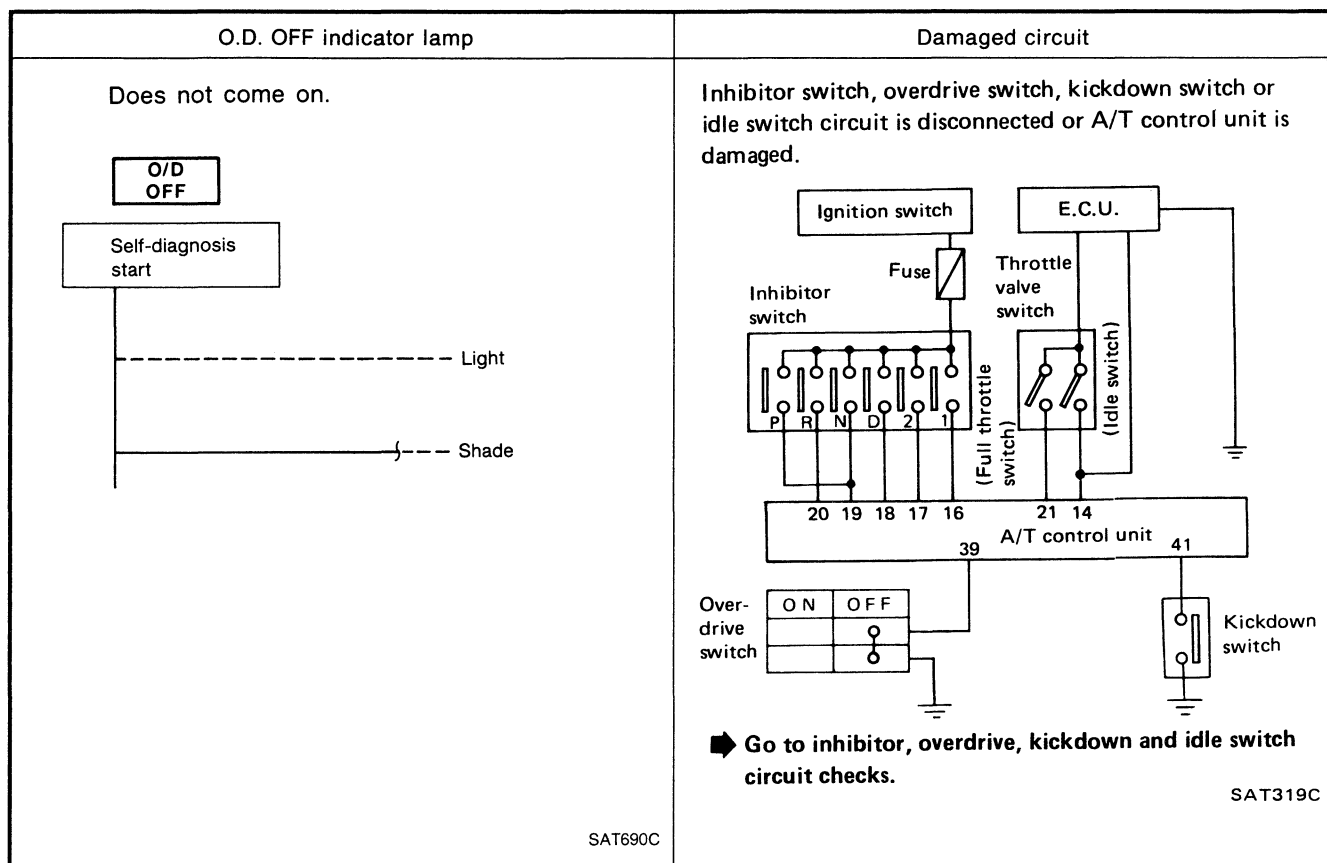 O.D. OFF indicator lamp
Does not come on.
O/D
OFF
Self-diagnosis
start
Light
Shade
SAT690C
Damaged circuit
Inhibitor switch, overdrive switch, kickdown switch or
idle switch circuit is disconnected or A/T control unit is
damaged.
Ignition switch
E.C.U.
Fuse
Throttle
valve
switch
Inhibitor
switch
(Full throttle
switch)
(Idle switch)
P R N D 2 1
20 19 18 17 16 21 14
A/T control unit
39 41
Over-
drive
switch
ON OFF
Kickdown
switch
Go to inhibitor, overdrive, kickdown and idle switch
circuit checks.
SAT319C